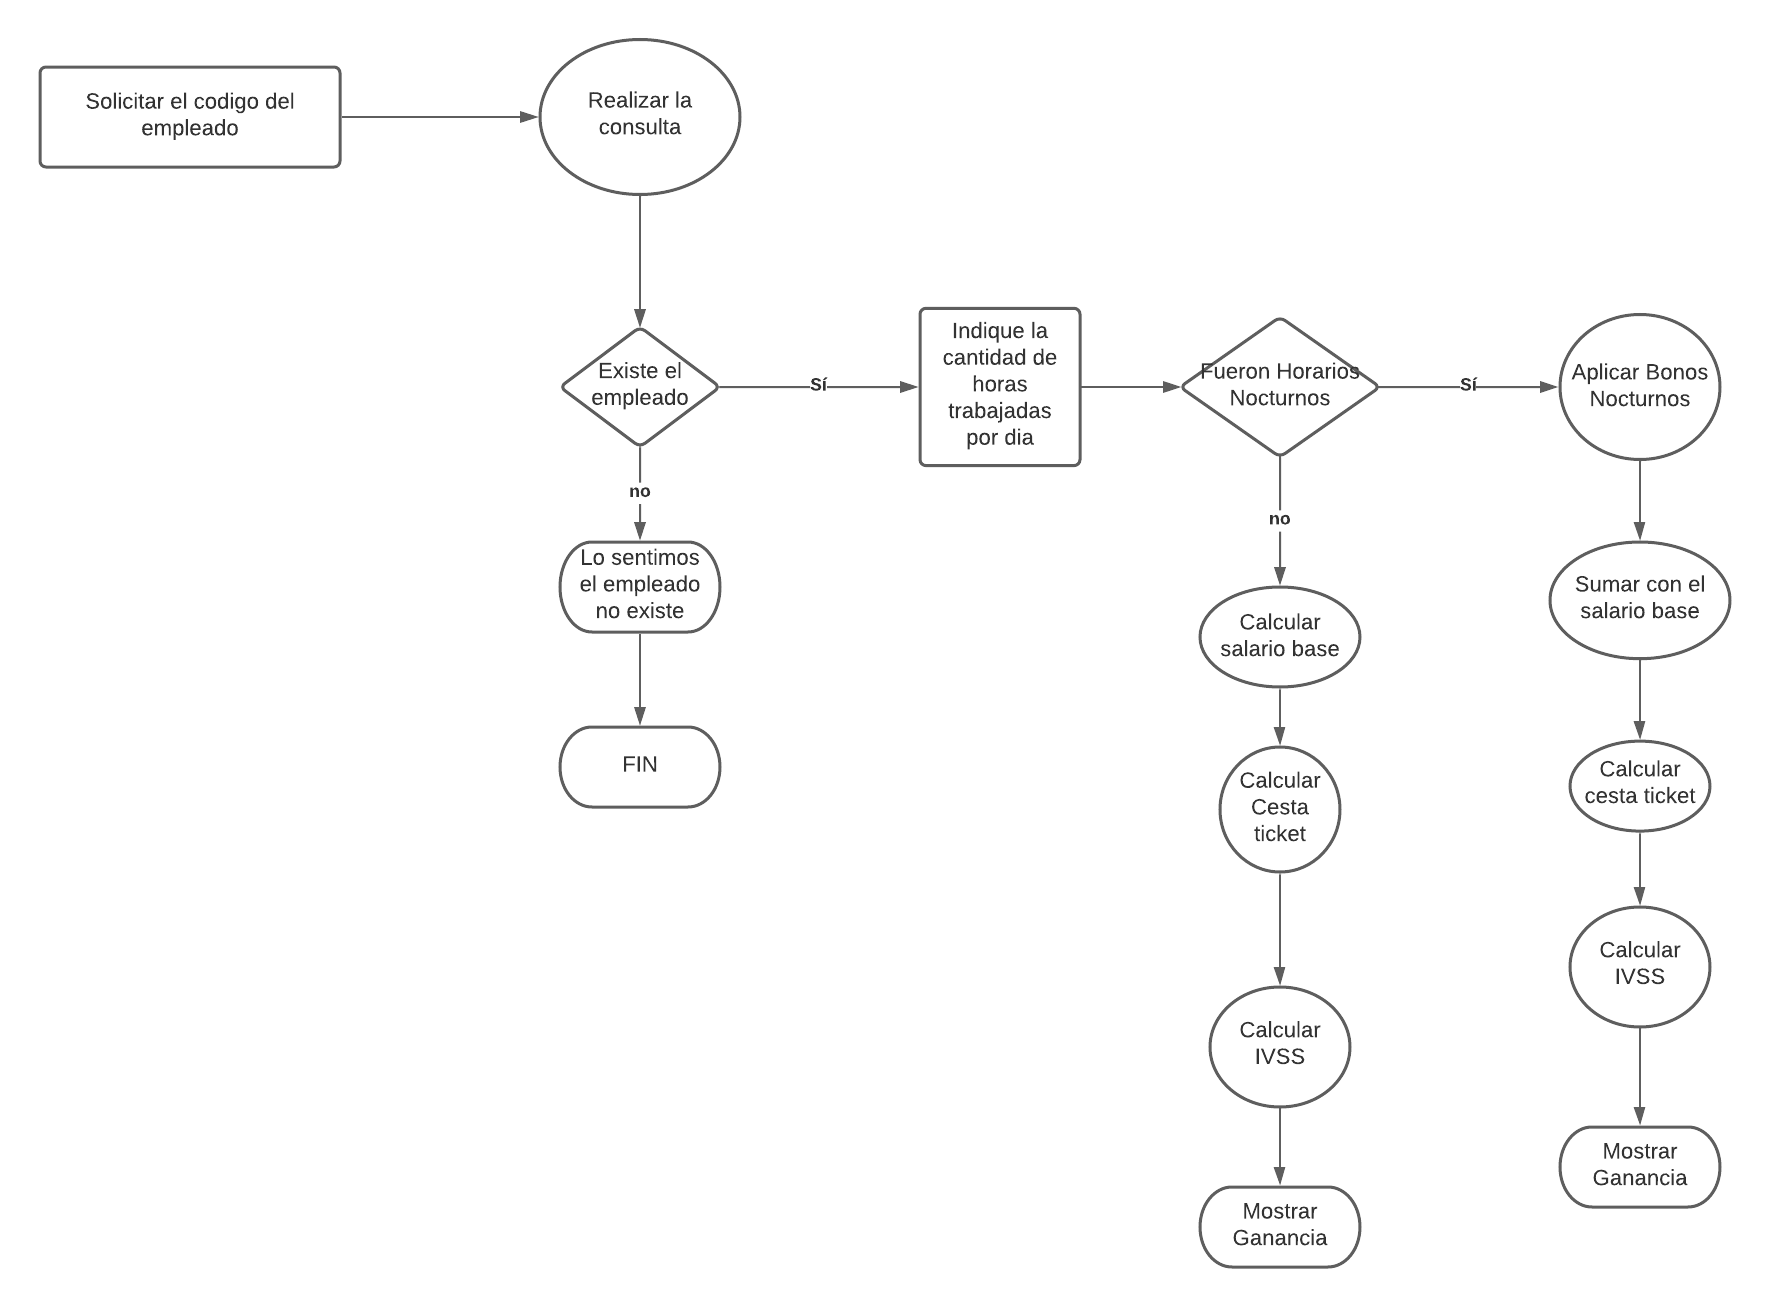 Solicitar el codigo del
empleado
Realizar la
consulta
Existe el
empleado
Sí
Indique la
cantidad de
horas
trabajadas
por dia
Fueron Horarios
Nocturnos
Sí
Aplicar Bonos
Nocturnos
no
Lo sentimos
el empleado
no existe
FIN
no
Calcular
salario base
Calcular
Cesta
ticket
Calcular
IVSS
Mostrar
Ganancia
Sumar con el
salario base
Calcular
cesta ticket
Calcular
IVSS
Mostrar
Ganancia